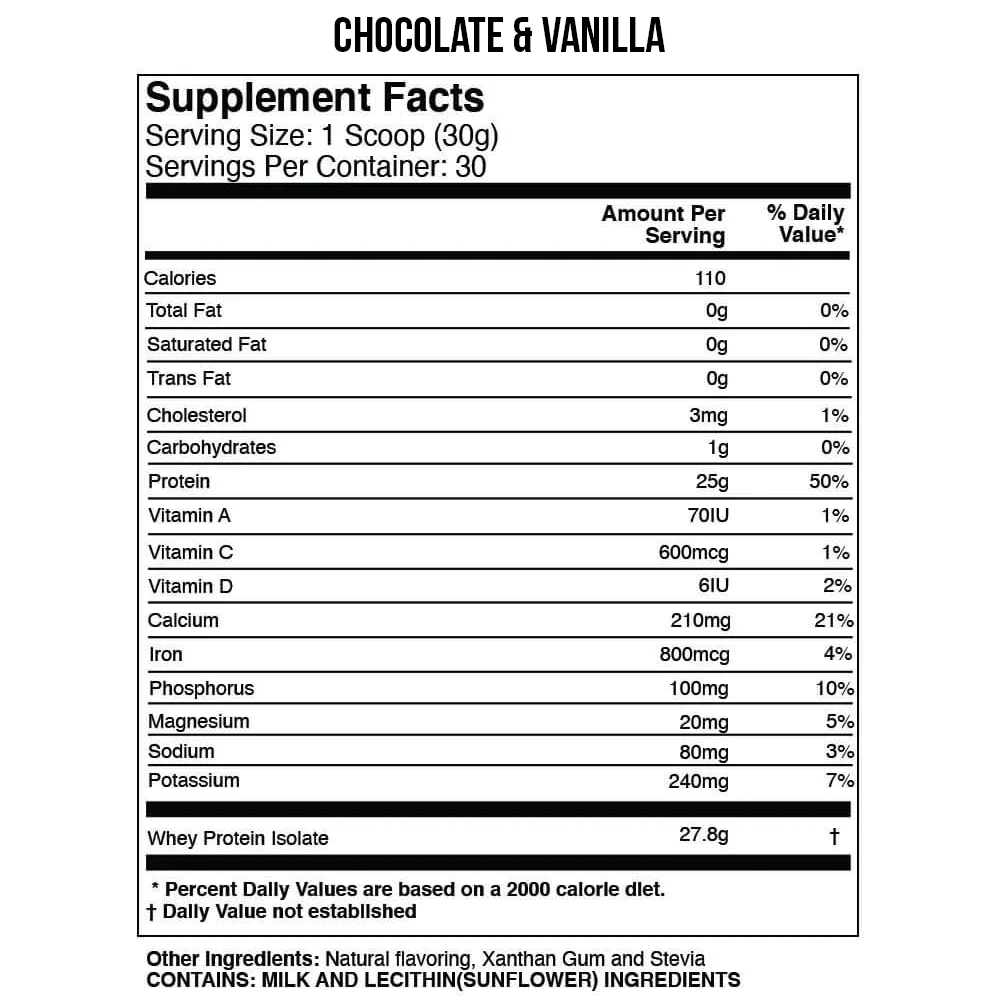 CHOCOLATE & VANILLA
Supplement Facts
Serving Size: 1 Scoop (30g)
Servings Per Container: 30
Amount Per Serving % Daily Value*
Calories 110
Total Fat 0g 0%
Saturated Fat 0g 0%
Trans Fat 0g 0%
Cholesterol 3mg 1%
Carbohydrates 1g 0%
Protein 25g 50%
Vitamin A 70IU 1%
Vitamin C 600mcg 1%
Vitamin D 6IU 2%
Calcium 210mg 21%
Iron 800mcg 4%
Phosphorus 100mg 10%
Magnesium 20mg 5%
Sodium 80mg 3%
Potassium 240mg 7%
Whey Protein Isolate 27.8g †
* Percent Daily Values are based on a 2000 calorie diet.
† Daily Value not established
Other Ingredients: Natural flavoring, Xanthan Gum and Stevia
CONTAINS: MILK AND LECITHIN(SUNFLOWER) INGREDIENTS